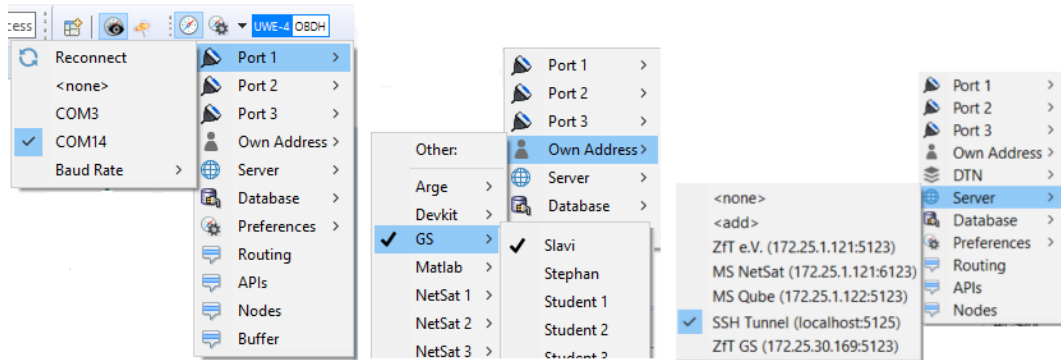 cess
UWE-4 OBDH
Reconnect
<none>
COM3
COM14
Baud Rate
Port 1
Port 2
Port 3
Own Address
Server
Database
Preferences
Routing
APIs
Nodes
Buffer
Port 1
Port 2
Port 3
Own Address
Server
Database
Other:
Arge
Devkit
GS
Matlab
NetSat 1
NetSat 2
NetSat 3
Slavi
Stephan
Student 1
Student 2
Student 3
Port 1
Port 2
Port 3
Own Address
DTN
Server
Database
Preferences
Routing
APIs
Nodes
<none>
<add>
ZfT e.V. (172.25.1.121:5123)
MS NetSat (172.25.1.121:6123)
MS Qube (172.25.1.122:5123)
SSH Tunnel (localhost:5125)
ZfT GS (172.25.30.169:5123)